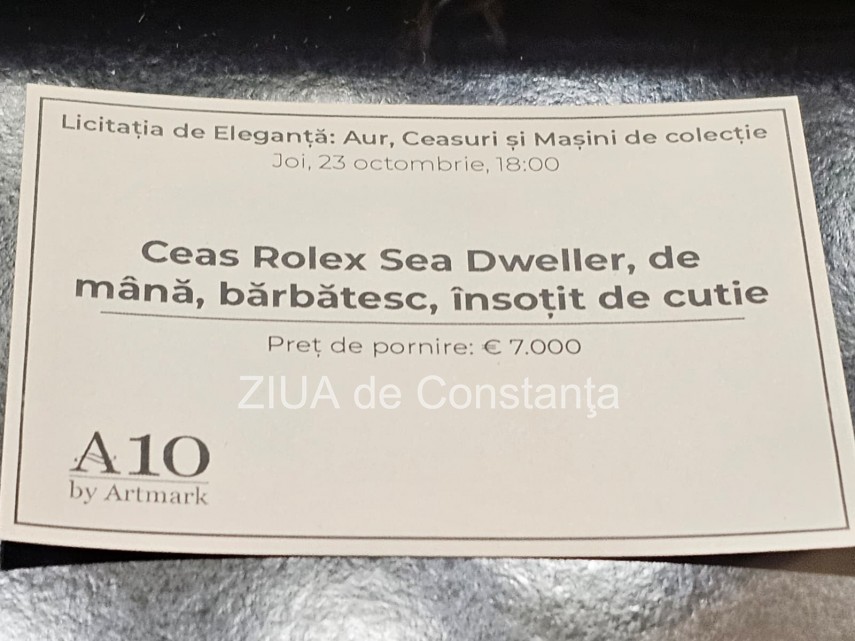 Licitația de Eleganță: Aur, Ceasuri și Mașini de colecție
Joi, 23 octombrie, 18:00
Ceas Rolex Sea Dweller, de
mână, bărbătesc, însoțit de cutie
Preț de pornire: € 7.000
ZIUA de Constanţa
A10
by Artmark